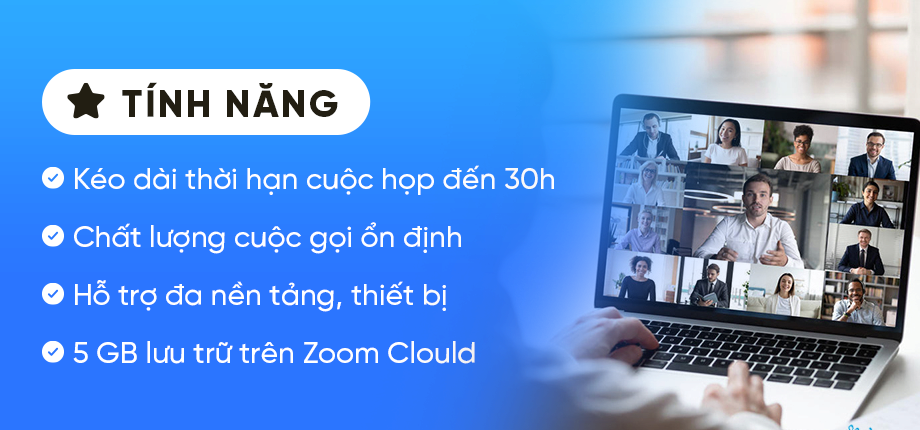 TÍNH NĂNG
Kéo dài thời hạn cuộc họp đến 30h
Chất lượng cuộc gọi ổn định
Hỗ trợ đa nền tảng, thiết bị
5 GB lưu trữ trên Zoom Clould